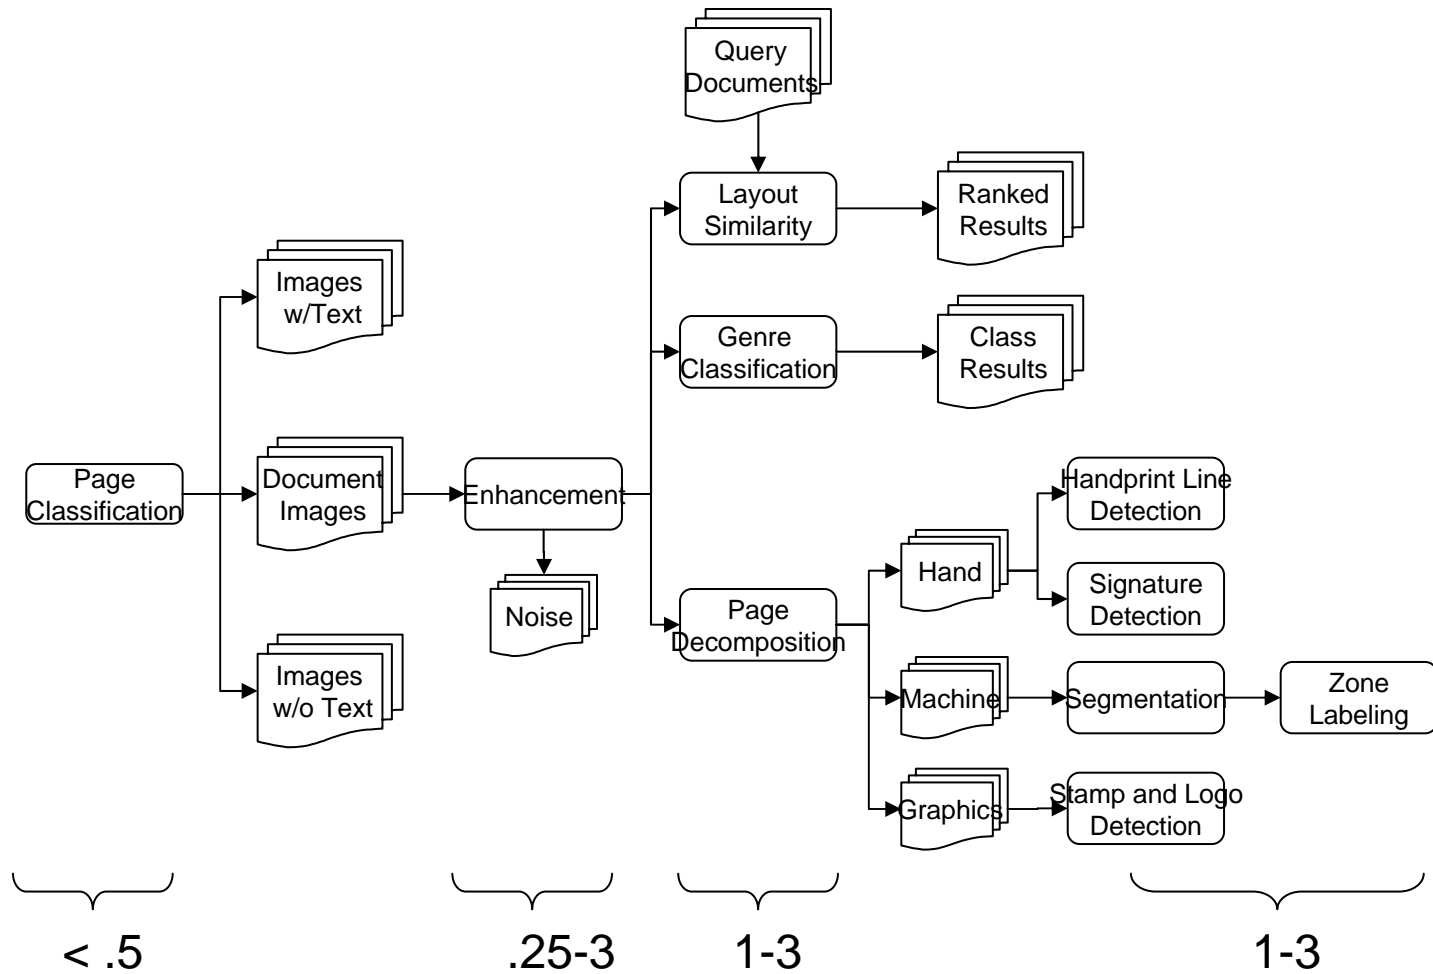 Query
Documents
Layout
Similarity
Ranked
Results
Images
w/Text
Genre
Classification
Class
Results
Page
Classification
Document
Images
Enhancement
Noise
Images
w/o Text
Page
Decomposition
Hand
Handprint Line
Detection
Signature
Detection
Machine
Segmentation
Zone
Labeling
Graphics
Stamp and Logo
Detection
< .5
.25-3
1-3
1-3